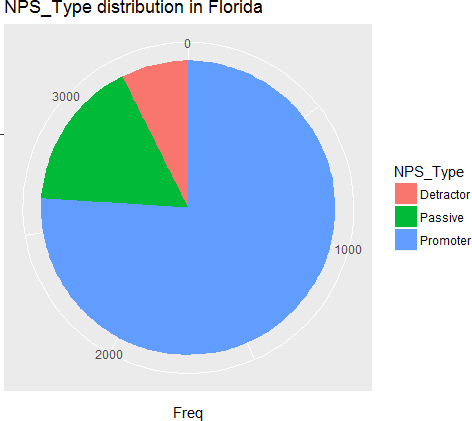 NPS_Type distribution in Florida
0
3000
1000
2000
NPS_Type
Detractor
Passive
Promoter
Freq